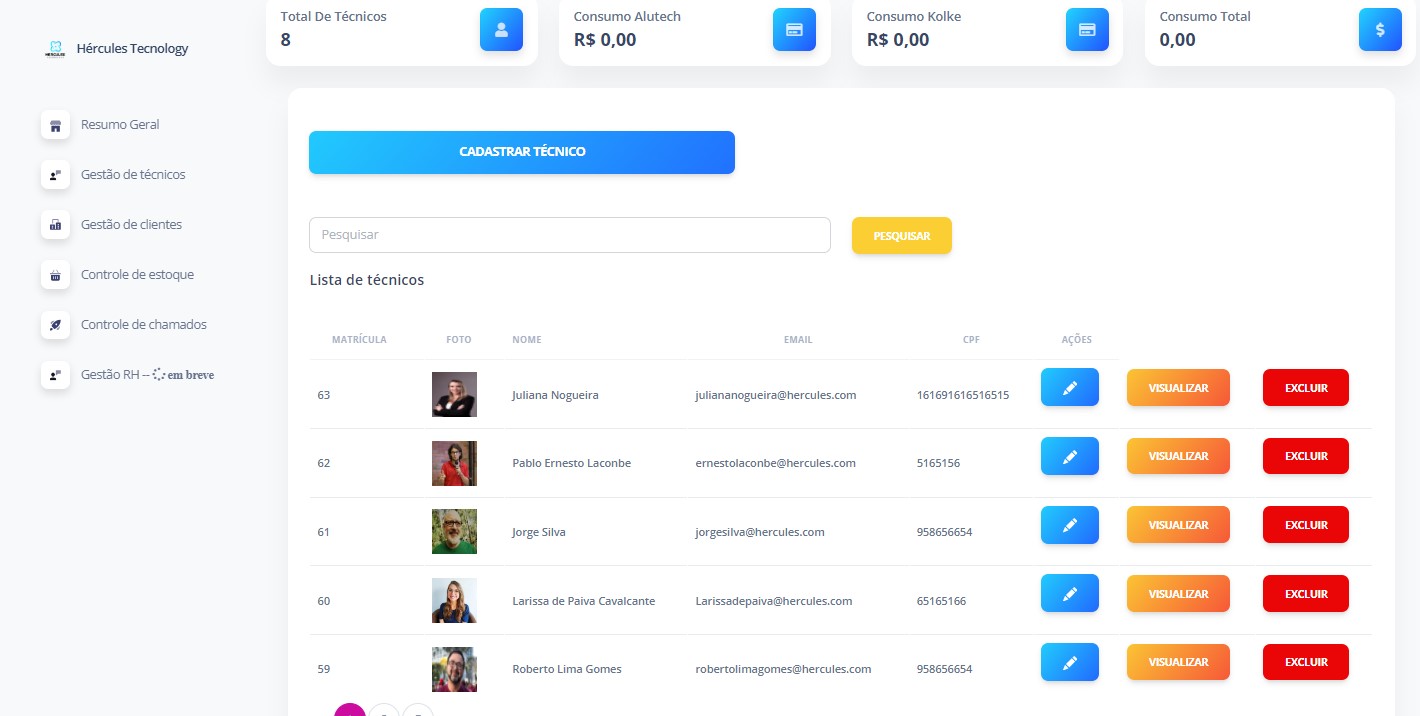 Total De Técnicos
8
Consumo Alutech
R$ 0,00
Consumo Kolke
R$ 0,00
Consumo Total
0,00
$
HERCULES
Hércules Tecnology
Resumo Geral
Gestão de técnicos
Gestão de clientes
Controle de estoque
Controle de chamados
Gestão RH -- em breve
CADASTRAR TÉCNICO
Pesquisar
PESQUISAR
Lista de técnicos
MATRÍCULA FOTO NOME EMAIL CPF AÇÕES
63 Juliana Nogueira juliananogueira@hercules.com 161691616516515 VISUALIZAR EXCLUIR
62 Pablo Ernesto Laconbe ernestolaconbe@hercules.com 5165156 VISUALIZAR EXCLUIR
61 Jorge Silva jorgesilva@hercules.com 958656654 VISUALIZAR EXCLUIR
60 Larissa de Paiva Cavalcante Larissadepaiva@hercules.com 65165166 VISUALIZAR EXCLUIR
59 Roberto Lima Gomes robertolimagomes@hercules.com 958656654 VISUALIZAR EXCLUIR